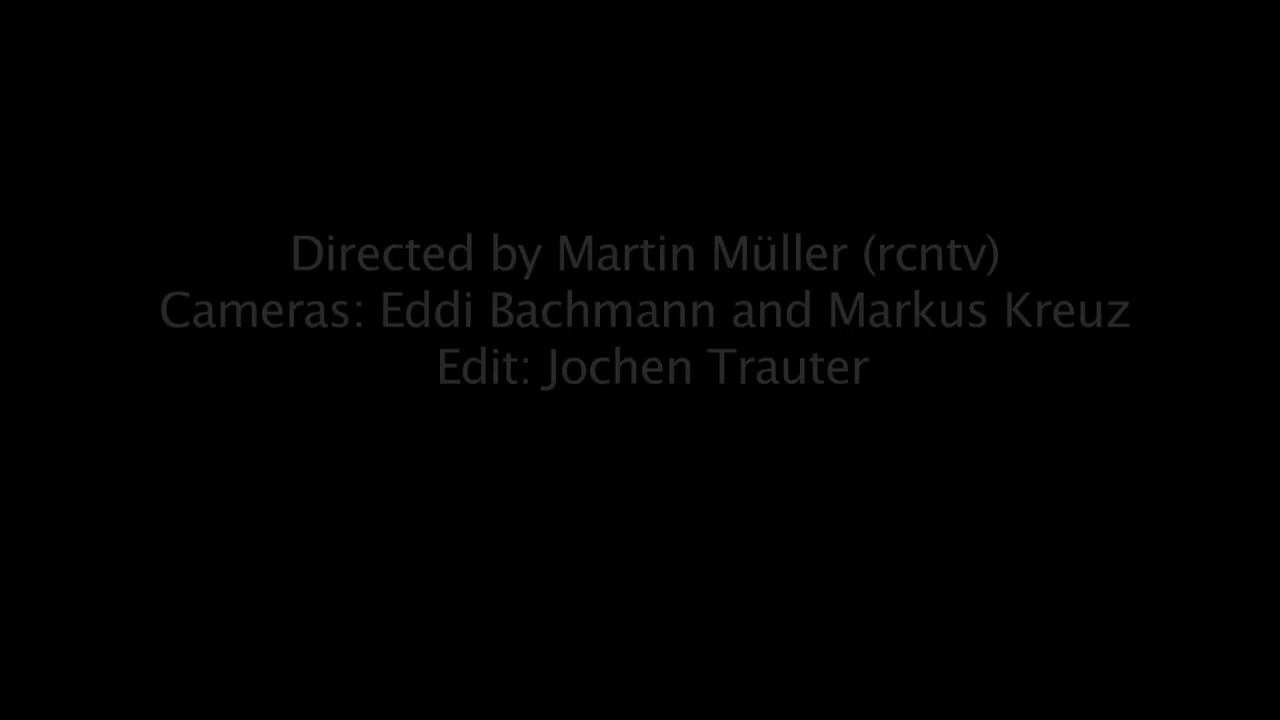 Directed by Martin Müller (rcntv)
Cameras: Eddi Bachmann and Markus Kreuz
Edit: Jochen Trauter